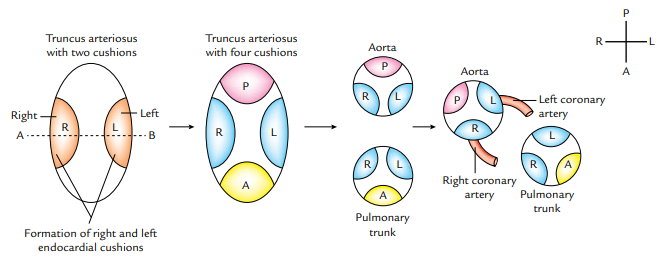 Truncus arteriosus
with two cushions
Right
Left
R
L
A
B
Formation of right and left
endocardial cushions
Truncus arteriosus
with four cushions
P
R
L
A
Aorta
P
R
L
R
L
A
Pulmonary
trunk
Aorta
P
L
R
Left coronary
artery
Right coronary
artery
L
R
A
Pulmonary
trunk
P
R
L
A